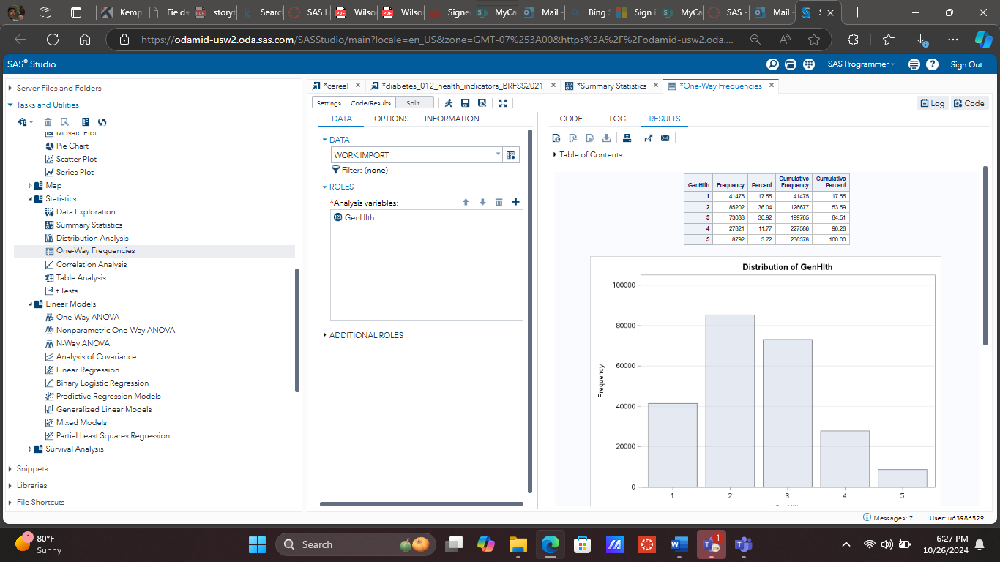 Kemp
Field
storyt
Searc
SAS L
Wilso
Wilso
Signe
MyCa
Mail -
Bing S
Sign i
MyCa
SAS -
Mail -
https://odamid-usw2.oda.sas.com/SASStudio/main?locale=en_US&zone=GMT-07%253A00&https%3A%2F%2Fodamid-usw2.oda....
SAS® Studio
SAS Programmer
Sign Out
Server Files and Folders
Tasks and Utilities
Mosaic Plot
Pie Chart
Scatter Plot
Series Plot
Map
Statistics
Data Exploration
Summary Statistics
Distribution Analysis
One-Way Frequencies
Correlation Analysis
Table Analysis
t Tests
Linear Models
One-Way ANOVA
Nonparametric One-Way ANOVA
N-Way ANOVA
Analysis of Covariance
Linear Regression
Binary Logistic Regression
Predictive Regression Models
Generalized Linear Models
Mixed Models
Partial Least Squares Regression
Survival Analysis
Snippets
Libraries
File Shortcuts
*cereal
*diabetes_012_health_indicators_BRFSS2021
*Summary Statistics
*One-Way Frequencies
Settings
Code/Results
Split
Log
Code
DATA
OPTIONS
INFORMATION
DATA
WORK.IMPORT
Filter: (none)
ROLES
*Analysis variables:
123 GenHlth
ADDITIONAL ROLES
CODE
LOG
RESULTS
Table of Contents
GenHlth Frequency Percent Cumulative Frequency Cumulative Percent
1 41475 17.55 41475 17.55
2 85202 36.04 126677 53.59
3 73088 30.92 199765 84.51
4 27821 11.77 227586 96.28
5 8792 3.72 236378 100.00
Distribution of GenHlth
100000
80000
60000
40000
20000
0
Frequency
1 2 3 4 5
Messages: 7
User: u63986529
1
80°F
Sunny
Search
1
6:27 PM
10/26/2024